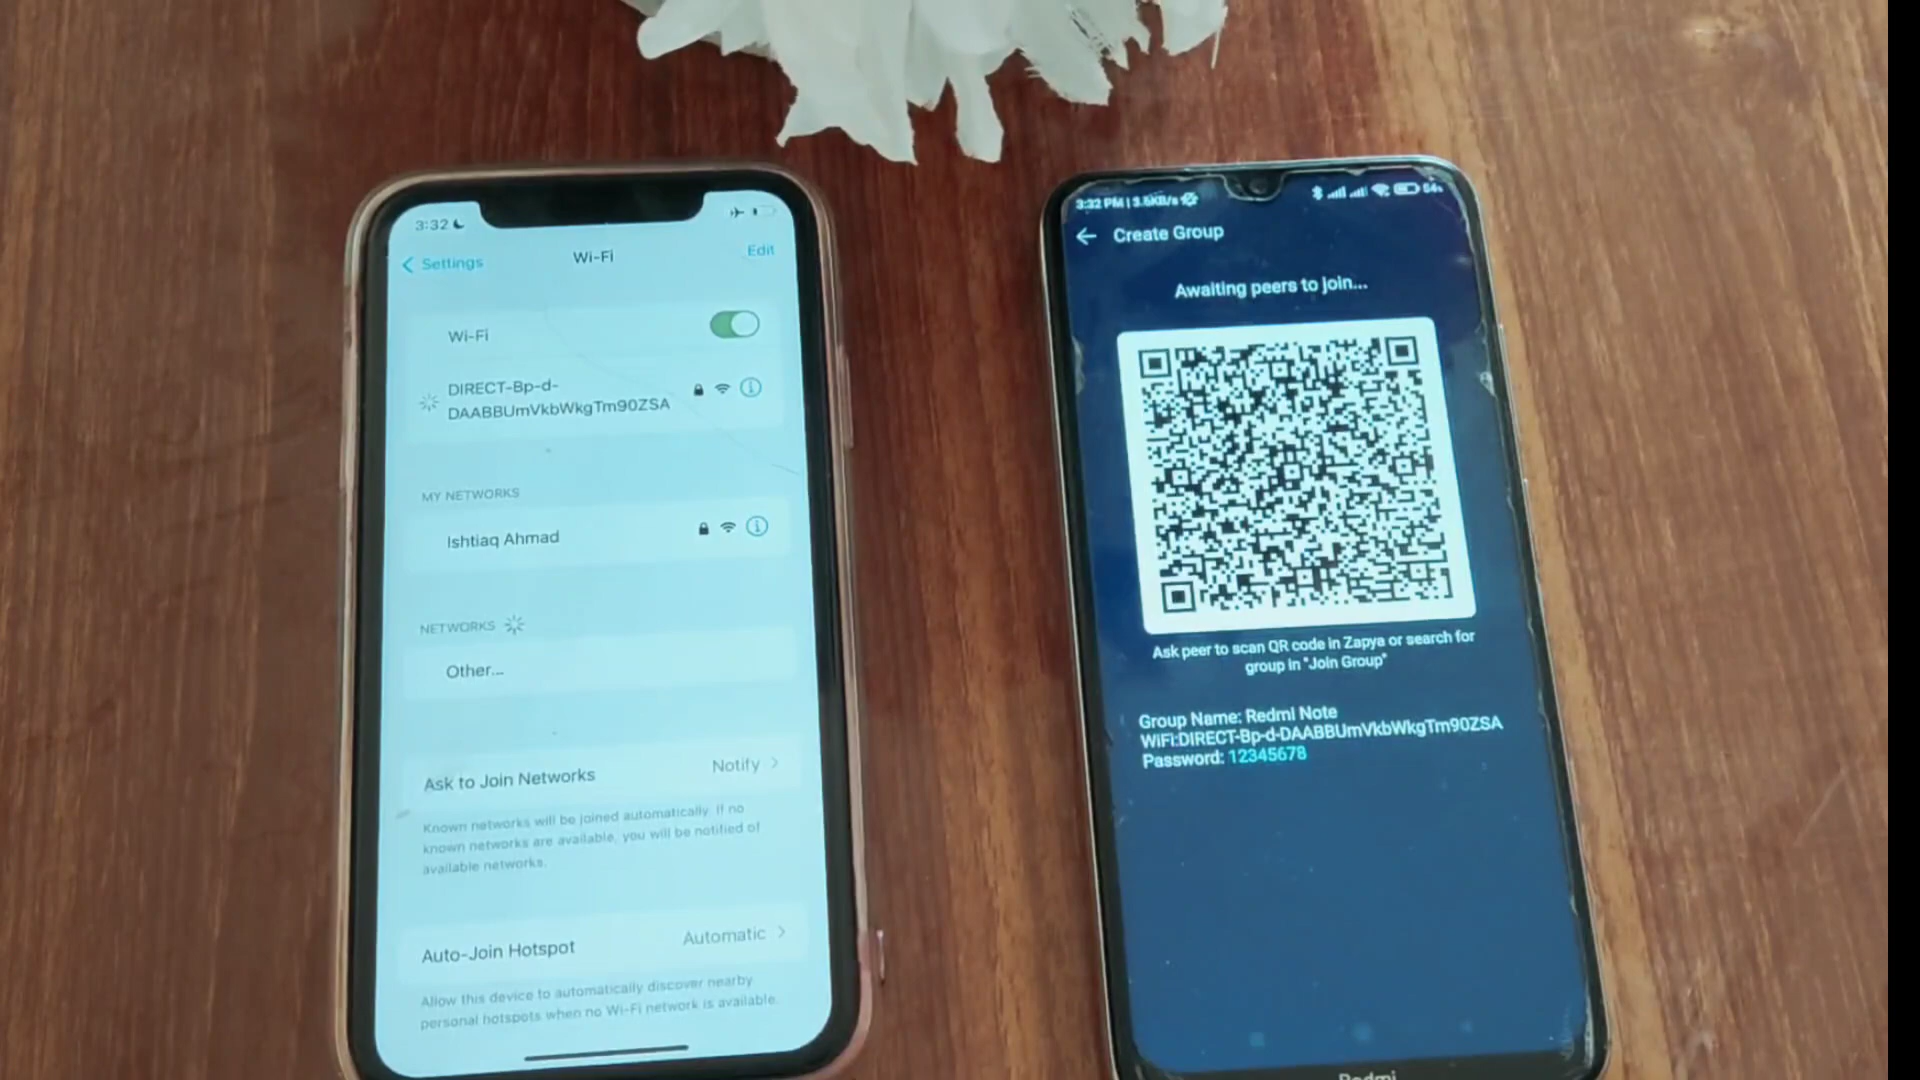 3:32
Settings
Wi-Fi
Edit
Wi-Fi
DIRECT-Bp-d-
DAABBUmVkbWkgTm90ZSA
MY NETWORKS
Ishtiaq Ahmad
NETWORKS
Other...
Ask to Join Networks
Notify
Known networks will be joined automatically. If no
known networks are available, you will be notified of
available networks.
Auto-Join Hotspot
Automatic
Allow this device to automatically discover nearby
personal hotspots when no Wi-Fi network is available.
3:32 PM | 3.5KB/s
Create Group
Awaiting peers to join...
Ask peer to scan QR code in Zapya or search for
group in "Join Group"
Group Name: Redmi Note
WiFi:DIRECT-Bp-d-DAABBUmVkbWkgTm90ZSA
Password: 12345678
Redmi